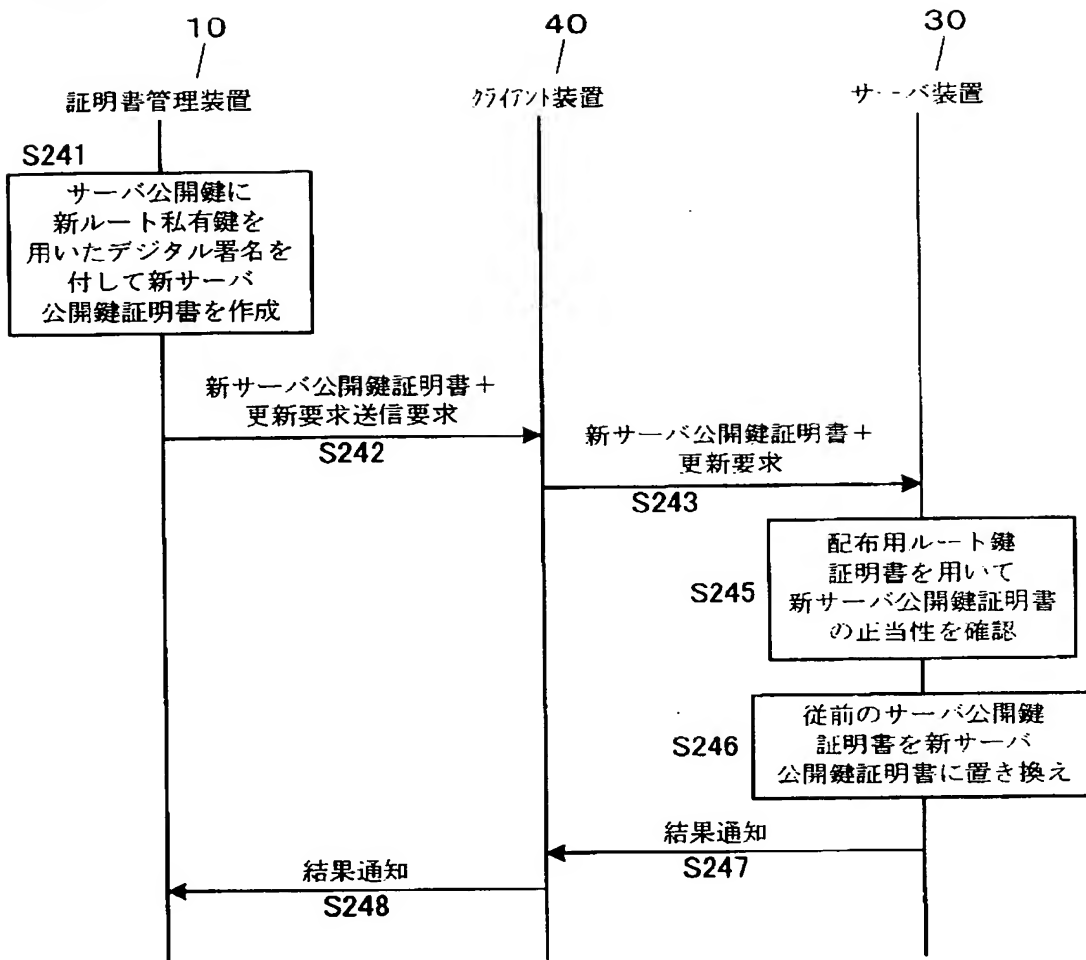 10
40
30
証明書管理装置
クライアント装置
サーバ装置
S241
サーバ公開鍵に
新ルート私有鍵を
用いたデジタル署名を
付して新サーバ
公開鍵証明書を作成
新サーバ公開鍵証明書+
更新要求送信要求
S242
新サーバ公開鍵証明書+
更新要求
S243
配布用ルート鍵
証明書を用いて
新サーバ公開鍵証明書
の正当性を確認
S245
従前のサーバ公開鍵
証明書を新サーバ
公開鍵証明書に置き換え
S246
結果通知
S247
結果通知
S248